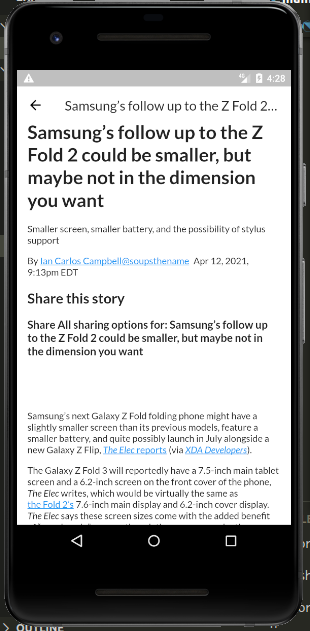 4:28
Samsung's follow up to the Z Fold 2...
Samsung's follow up to the Z
Fold 2 could be smaller, but
maybe not in the dimension
you want
Smaller screen, smaller battery, and the possibility of stylus
support
By Ian Carlos Campbell@soupsthename Apr 12, 2021,
9:13pm EDT
Share this story
Share All sharing options for: Samsung's follow up
to the Z Fold 2 could be smaller, but maybe not in
the dimension you want
Samsung's next Galaxy Z Fold folding phone might have a
slightly smaller screen than its previous models, feature a
smaller battery, and quite possibly launch in July alongside a
new Galaxy Z Flip, The Elec reports (via XDA Developers).
The Galaxy Z Fold 3 will reportedly have a 7.5-inch main tablet
screen and a 6.2-inch screen on the front cover of the phone,
The Elec writes, which would be virtually the same as
the Fold 2's 7.6-inch main display and 6.2-inch cover display.
The Elec says these screen sizes come with the added benefit
OUTLINE